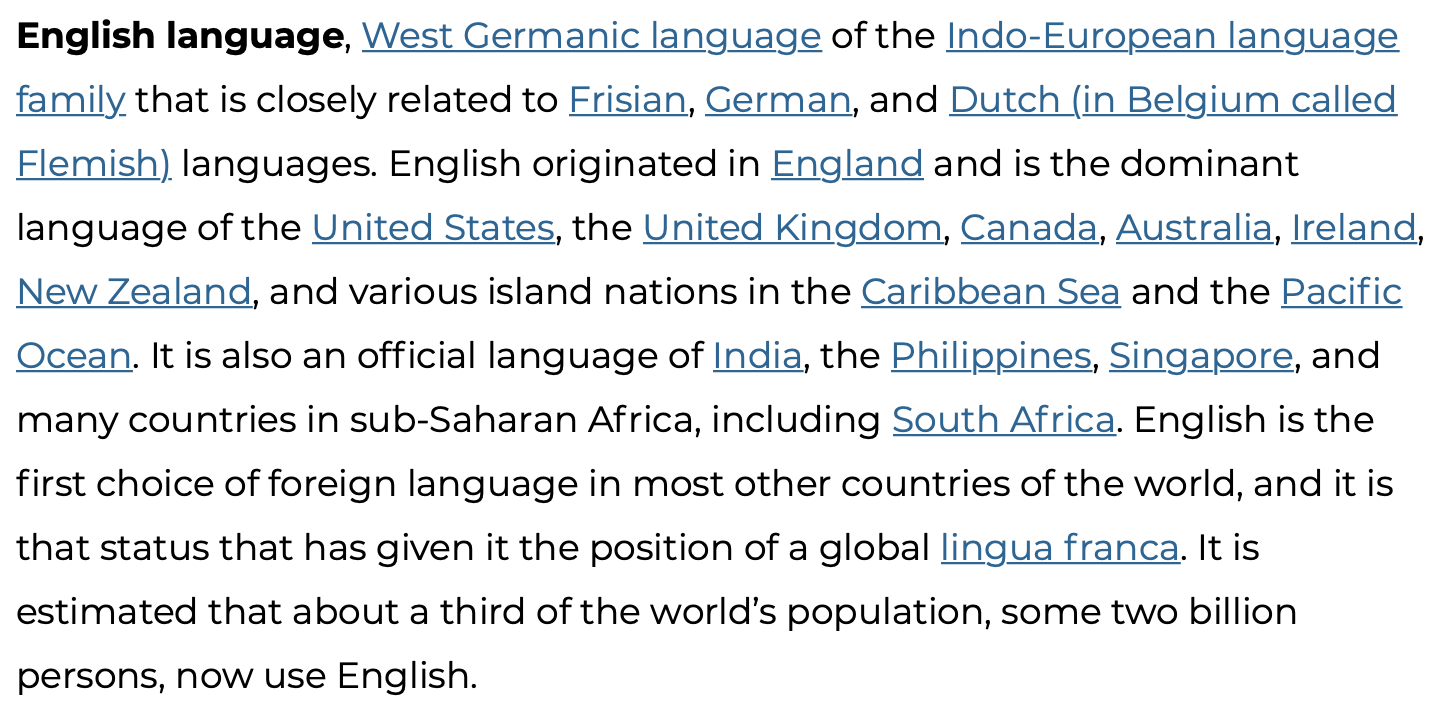 English language, West Germanic language of the Indo-European language
family that is closely related to Frisian, German, and Dutch (in Belgium called
Flemish) languages. English originated in England and is the dominant
language of the United States, the United Kingdom, Canada, Australia, Ireland,
New Zealand, and various island nations in the Caribbean Sea and the Pacific
Ocean. It is also an official language of India, the Philippines, Singapore, and
many countries in sub-Saharan Africa, including South Africa. English is the
first choice of foreign language in most other countries of the world, and it is
that status that has given it the position of a global lingua franca. It is
estimated that about a third of the world’s population, some two billion
persons, now use English.